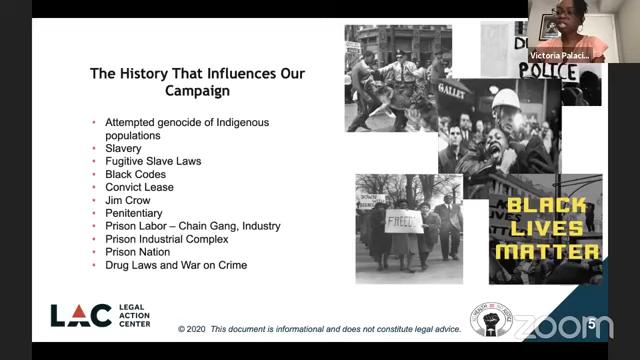 Victoria Palaci...
The History That Influences Our
Campaign
• Attempted genocide of Indigenous
populations
• Slavery
• Fugitive Slave Laws
• Black Codes
• Convict Lease
• Jim Crow
• Penitentiary
• Prison Labor – Chain Gang, Industry
• Prison Industrial Complex
• Prison Nation
• Drug Laws and War on Crime
POLICE
GALLET
FREED
BLACK
LIVES
MATTER
LAC
LEGAL
ACTION
CENTER
© 2020 This document is informational and does not constitute legal advice.
5
zoom